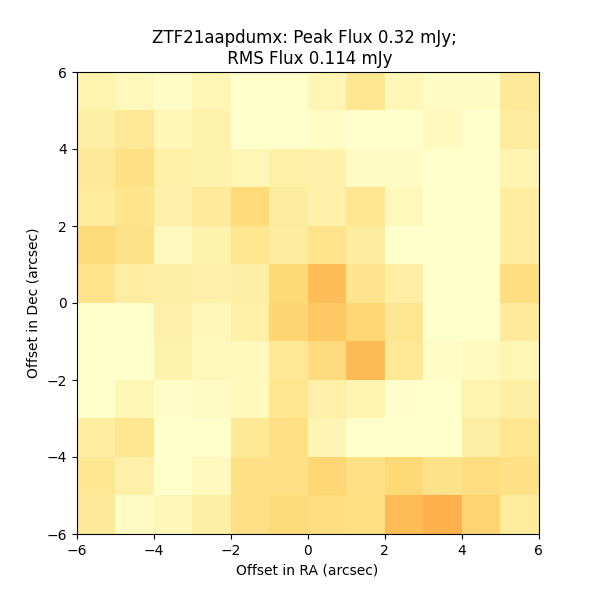 ZTF21aapdumx: Peak Flux 0.32 mJy;
RMS Flux 0.114 mJy
6
4
2
0
−2
−4
−6
Offset in Dec (arcsec)
−6 −4 −2 0 2 4 6
Offset in RA (arcsec)